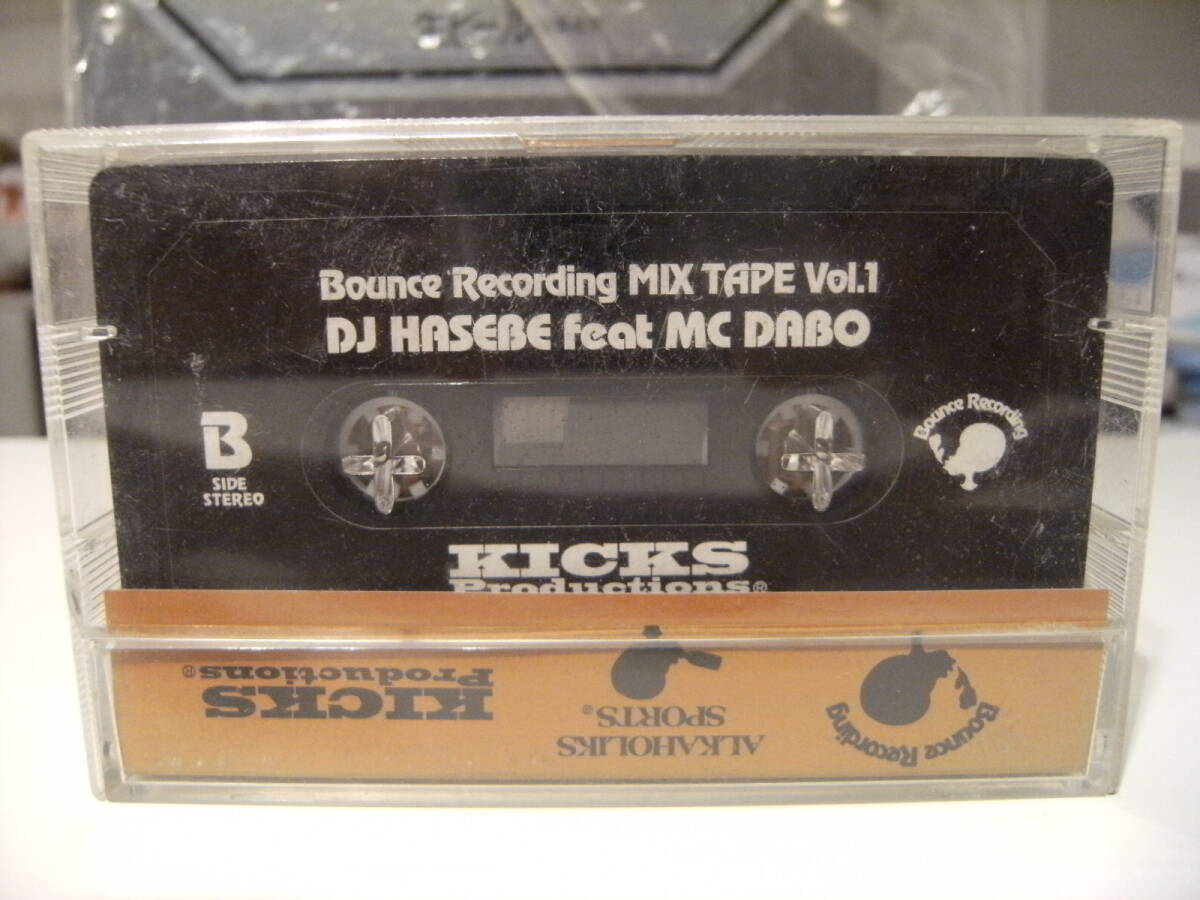 Bounce Recording MIX TAPE Vol.1
DJ HASEBE feat MC DABO
B
SIDE
STEREO
Bounce Recording
KICKS
Productions®
KICKS
Productions®
ALKAHOLIKS
SPORTS®
Bounce Recording